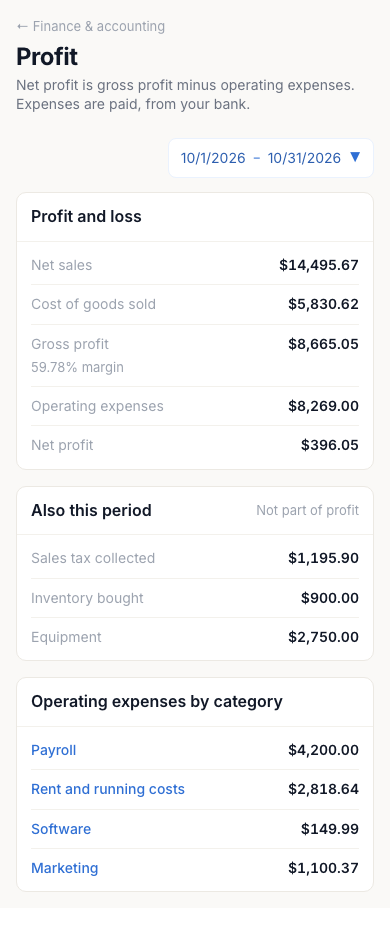 ← Finance & accounting
Profit
Net profit is gross profit minus operating expenses.
Expenses are paid, from your bank.
10/1/2026 – 10/31/2026 ▼
Profit and loss
Net sales $14,495.67
Cost of goods sold $5,830.62
Gross profit $8,665.05
59.78% margin
Operating expenses $8,269.00
Net profit $396.05
Also this period Not part of profit
Sales tax collected $1,195.90
Inventory bought $900.00
Equipment $2,750.00
Operating expenses by category
Payroll $4,200.00
Rent and running costs $2,818.64
Software $149.99
Marketing $1,100.37